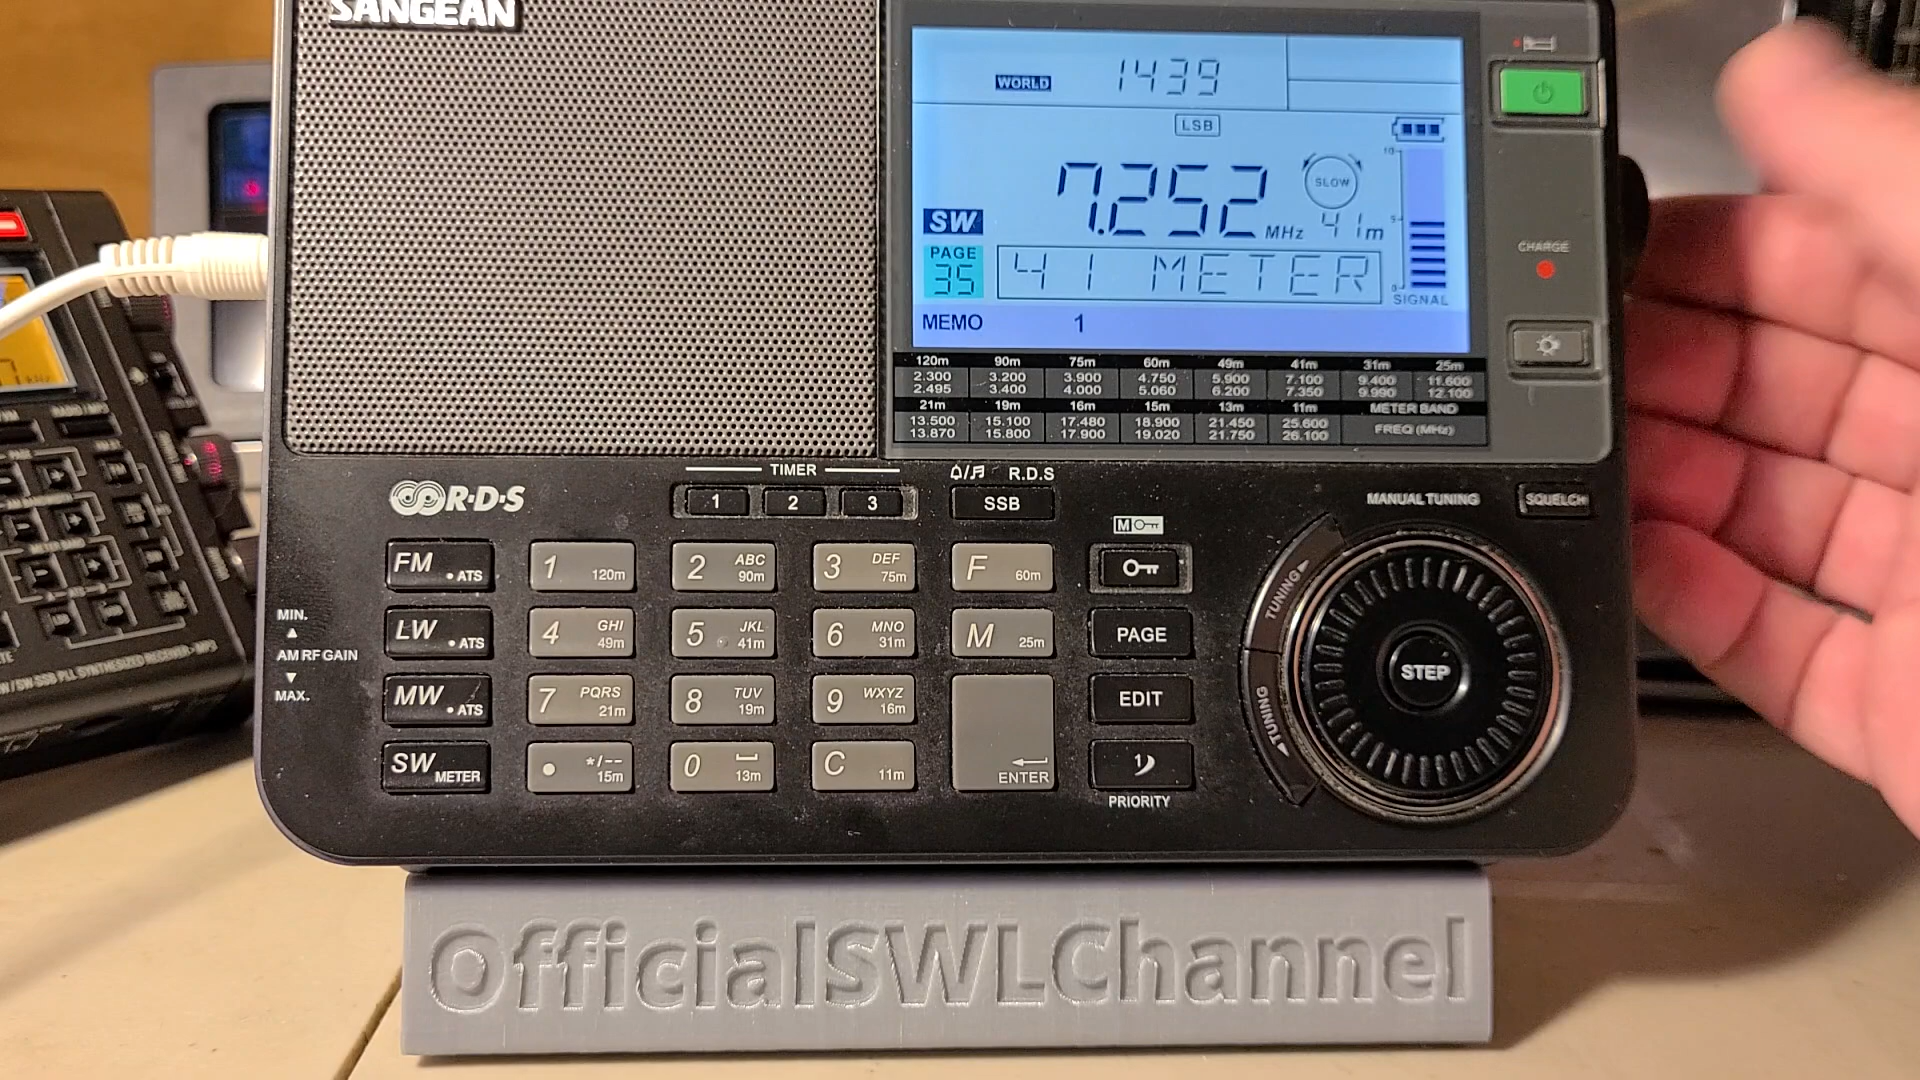 SANGEAN
WORLD 1439
LSB
10
7.252 MHz
SLOW
41m
5
SW
PAGE
35
41 METER
0
SIGNAL
MEMO 1
CHARGE
120m 90m 75m 60m 49m 41m 31m 25m
2.300 3.200 3.900 4.750 5.900 7.100 9.400 11.600
2.495 3.400 4.000 5.060 6.200 7.350 9.990 12.100
21m 19m 16m 15m 13m 11m METER BAND
13.500 15.100 17.480 18.900 21.450 25.600 FREQ (MHz)
13.870 15.800 17.900 19.020 21.750 26.100
TIMER
1 2 3
R.D.S
SSB
R·D·S
MANUAL TUNING
SQUELCH
M
FM • ATS
1 120m
2 ABC 90m
3 DEF 75m
F 60m
MIN.
AM RF GAIN
MAX.
LW • ATS
4 GHI 49m
5 JKL 41m
6 MNO 31m
M 25m
PAGE
MW • ATS
7 PQRS 21m
8 TUV 19m
9 WXYZ 16m
EDIT
SW METER
• */-- 15m
0 13m
C 11m
ENTER
PRIORITY
TUNING
TUNING
STEP
OfficialSWLChannel